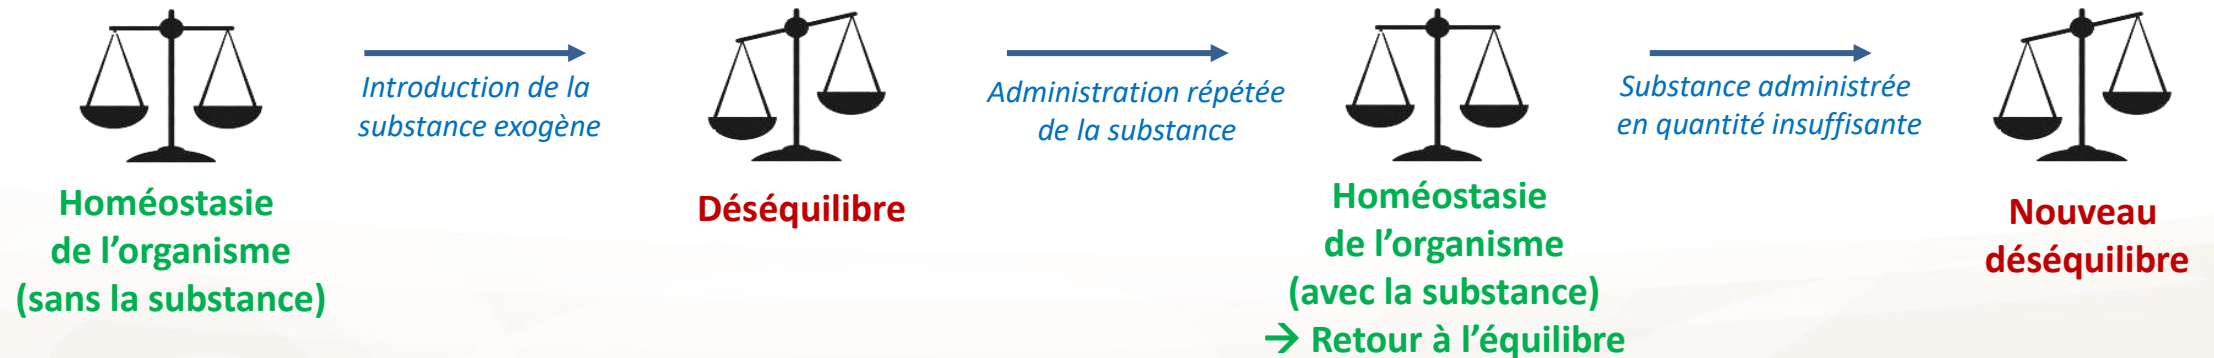 Introduction de la
substance exogène
Administration répétée
de la substance
Substance administrée
en quantité insuffisante
Homéostasie
de l’organisme
(sans la substance)
Déséquilibre
Homéostasie
de l’organisme
(avec la substance)
→ Retour à l’équilibre
Nouveau
déséquilibre